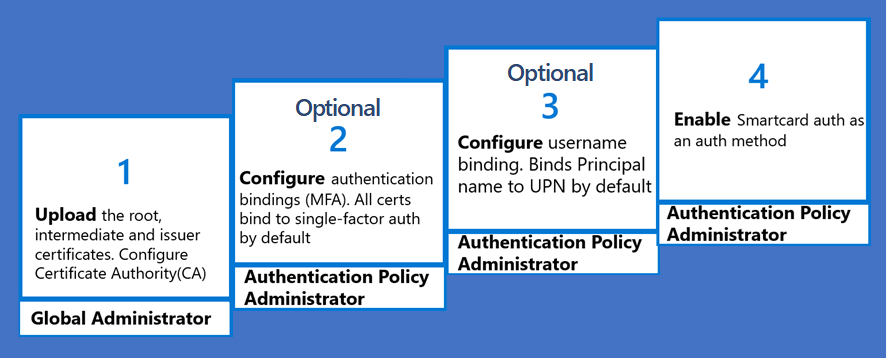 1
Upload the root,
intermediate and issuer
certificates. Configure
Certificate Authority(CA)
Global Administrator
Optional
2
Configure authentication
bindings (MFA). All certs
bind to single-factor auth
by default
Authentication Policy
Administrator
Optional
3
Configure username
binding. Binds Principal
name to UPN by default
Authentication Policy
Administrator
4
Enable Smartcard auth as
an auth method
Authentication Policy
Administrator